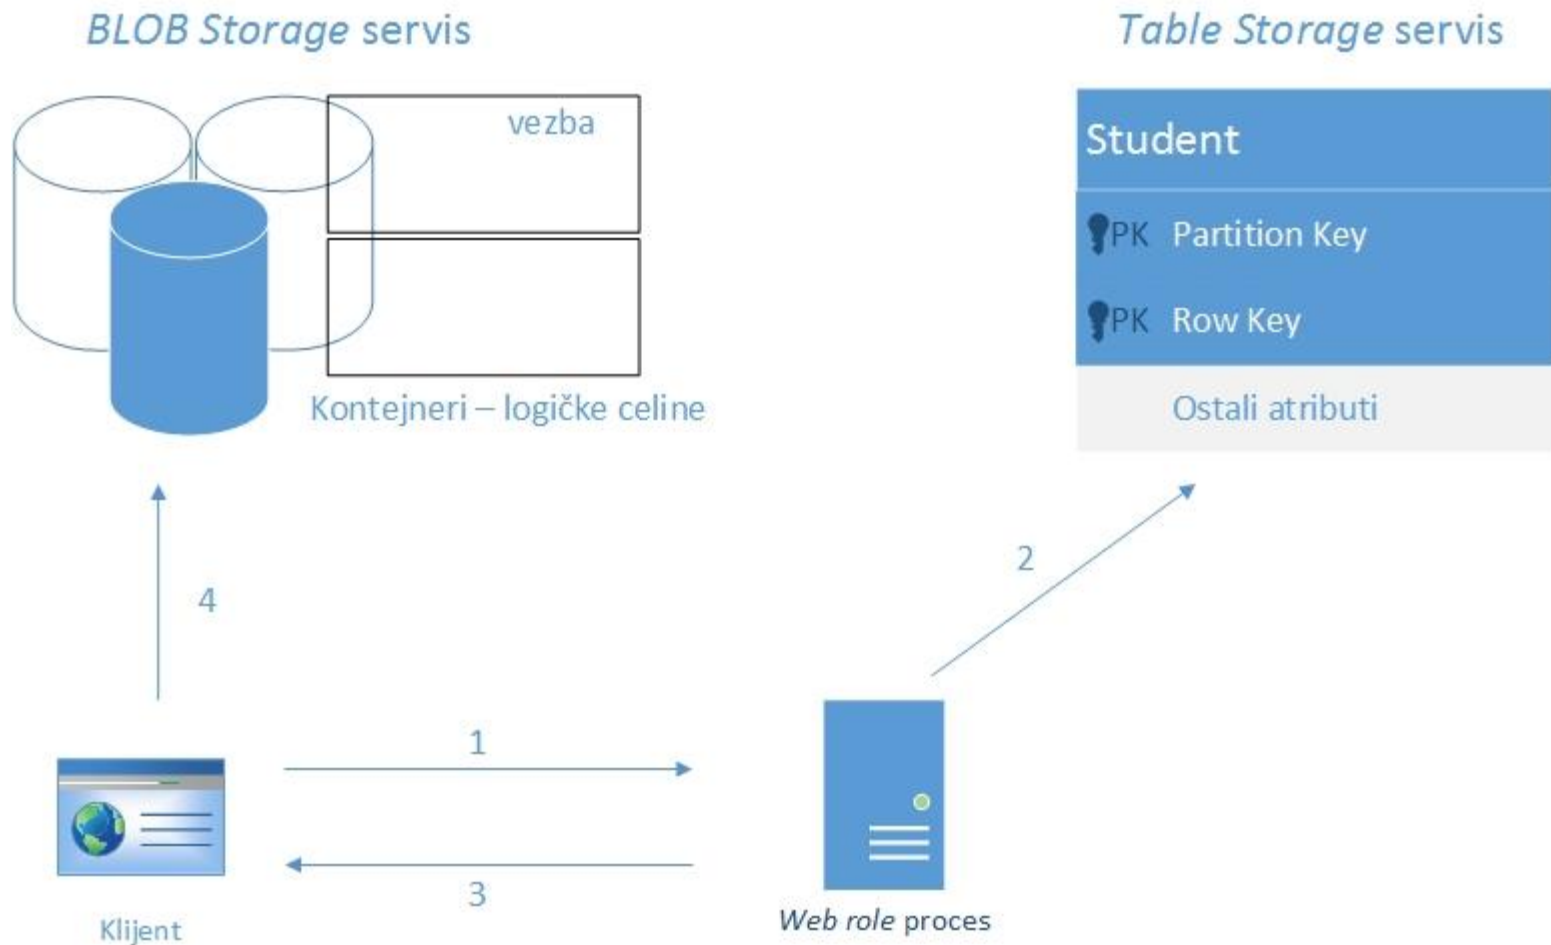 BLOB Storage servis
Table Storage servis
vezba
Kontejneri – logičke celine
Student
PK Partition Key
PK Row Key
Ostali atributi
4
2
1
3
Klijent
Web role proces